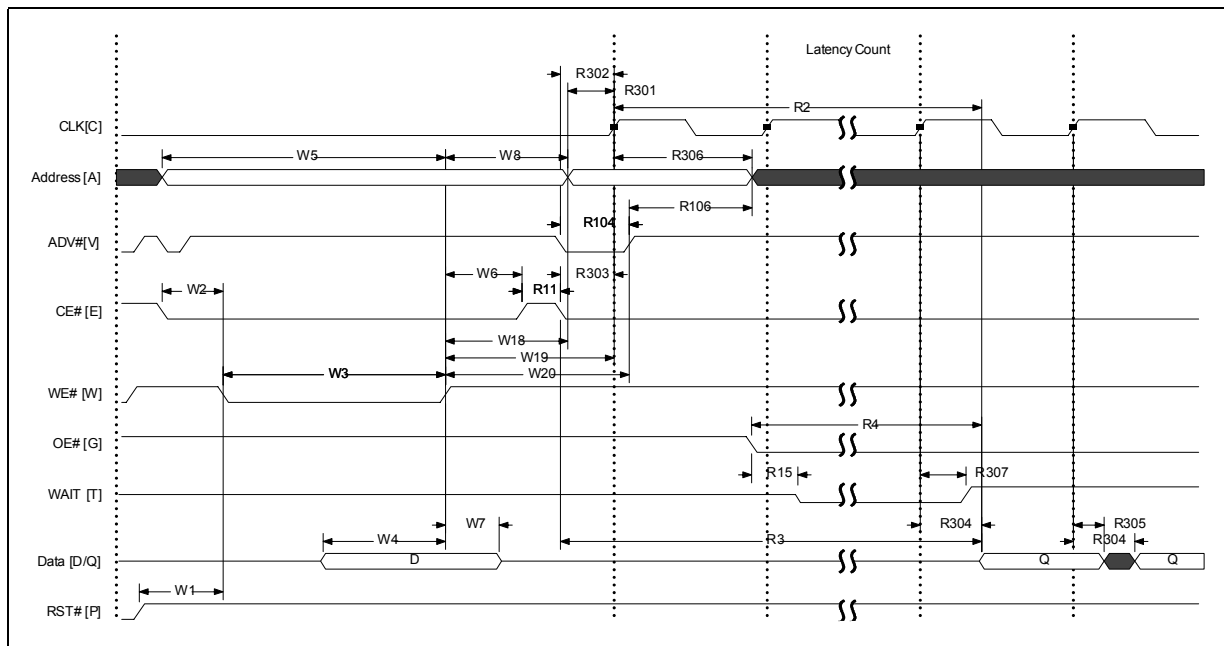 Latency Count
R302
R301
R2
CLK[C]
W5
W8
R306
Address [A]
R106
R104
ADV#[V]
W6
R303
W2
R11
CE# [E]
W18
W19
W3
W20
WE# [W]
R4
OE# [G]
R15
R307
WAIT [T]
W7
R304
R305
W4
R3
R304
Data [D/Q]
D
Q
Q
W1
RST# [P]